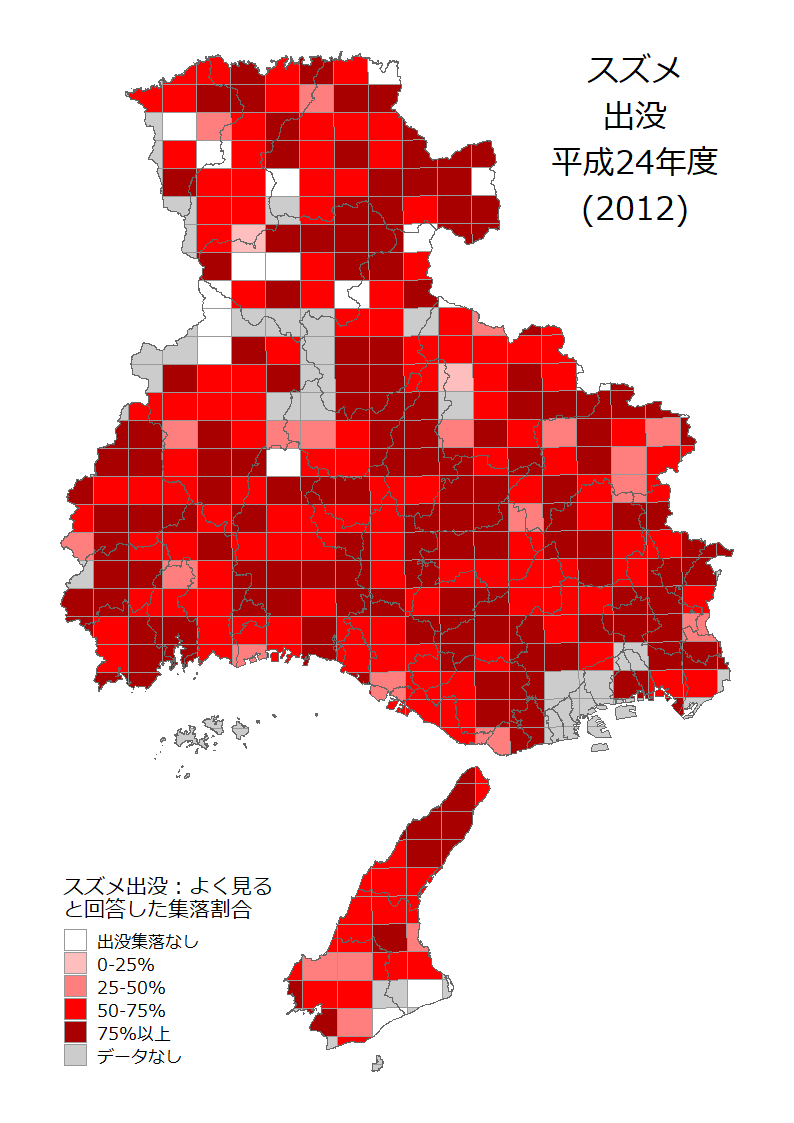 スズメ
出没
平成24年度
(2012)
スズメ出没：よく見る
と回答した集落割合
出没集落なし
0-25%
25-50%
50-75%
75%以上
データなし